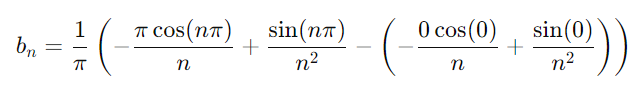 b_n = \frac{1}{\pi} \left( -\frac{\pi \cos(n\pi)}{n} + \frac{\sin(n\pi)}{n^2} - \left( -\frac{0 \cos(0)}{n} + \frac{\sin(0)}{n^2} \right) \right)